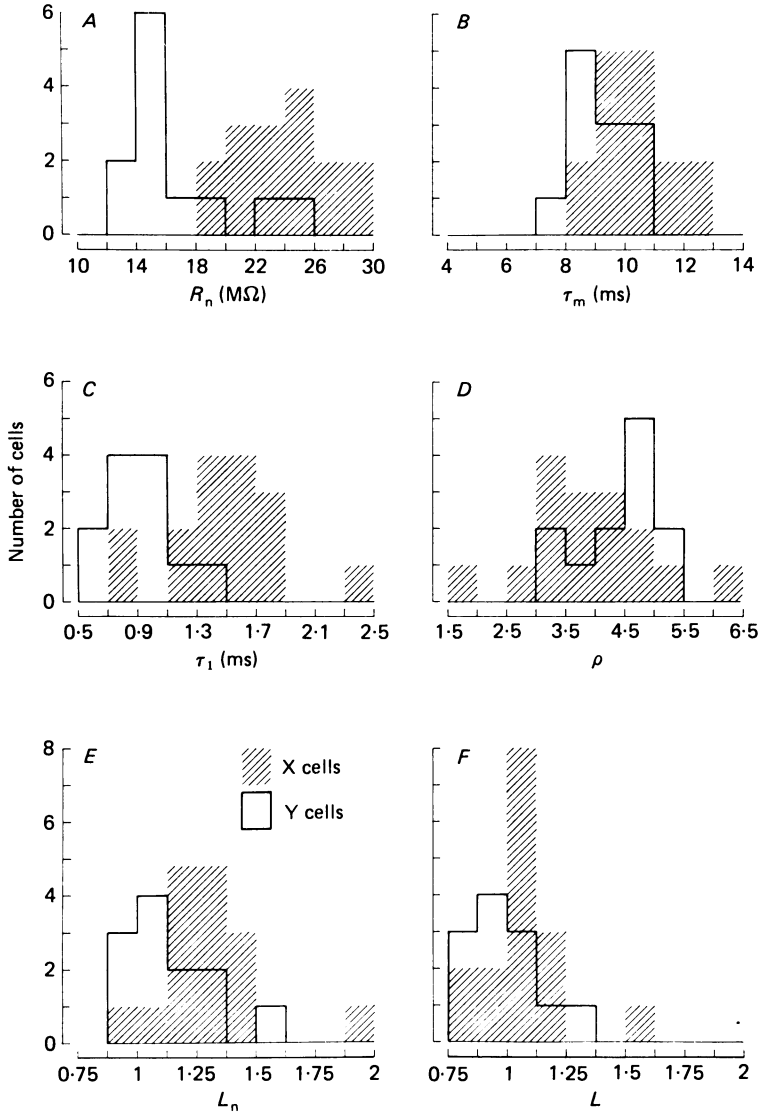 A
6
4
2
0
10 14 18 22 26 30
Rn (MΩ)
B
4 6 8 10 12 14
τm (ms)
Number of cells
C
6
4
2
0
0·5 0·9 1·3 1·7 2·1 2·5
τ1 (ms)
D
1·5 2·5 3·5 4·5 5·5 6·5
ρ
E
8
6
4
2
0
0·75 1 1·25 1·5 1·75 2
Ln
X cells
Y cells
F
0·75 1 1·25 1·5 1·75 2
L